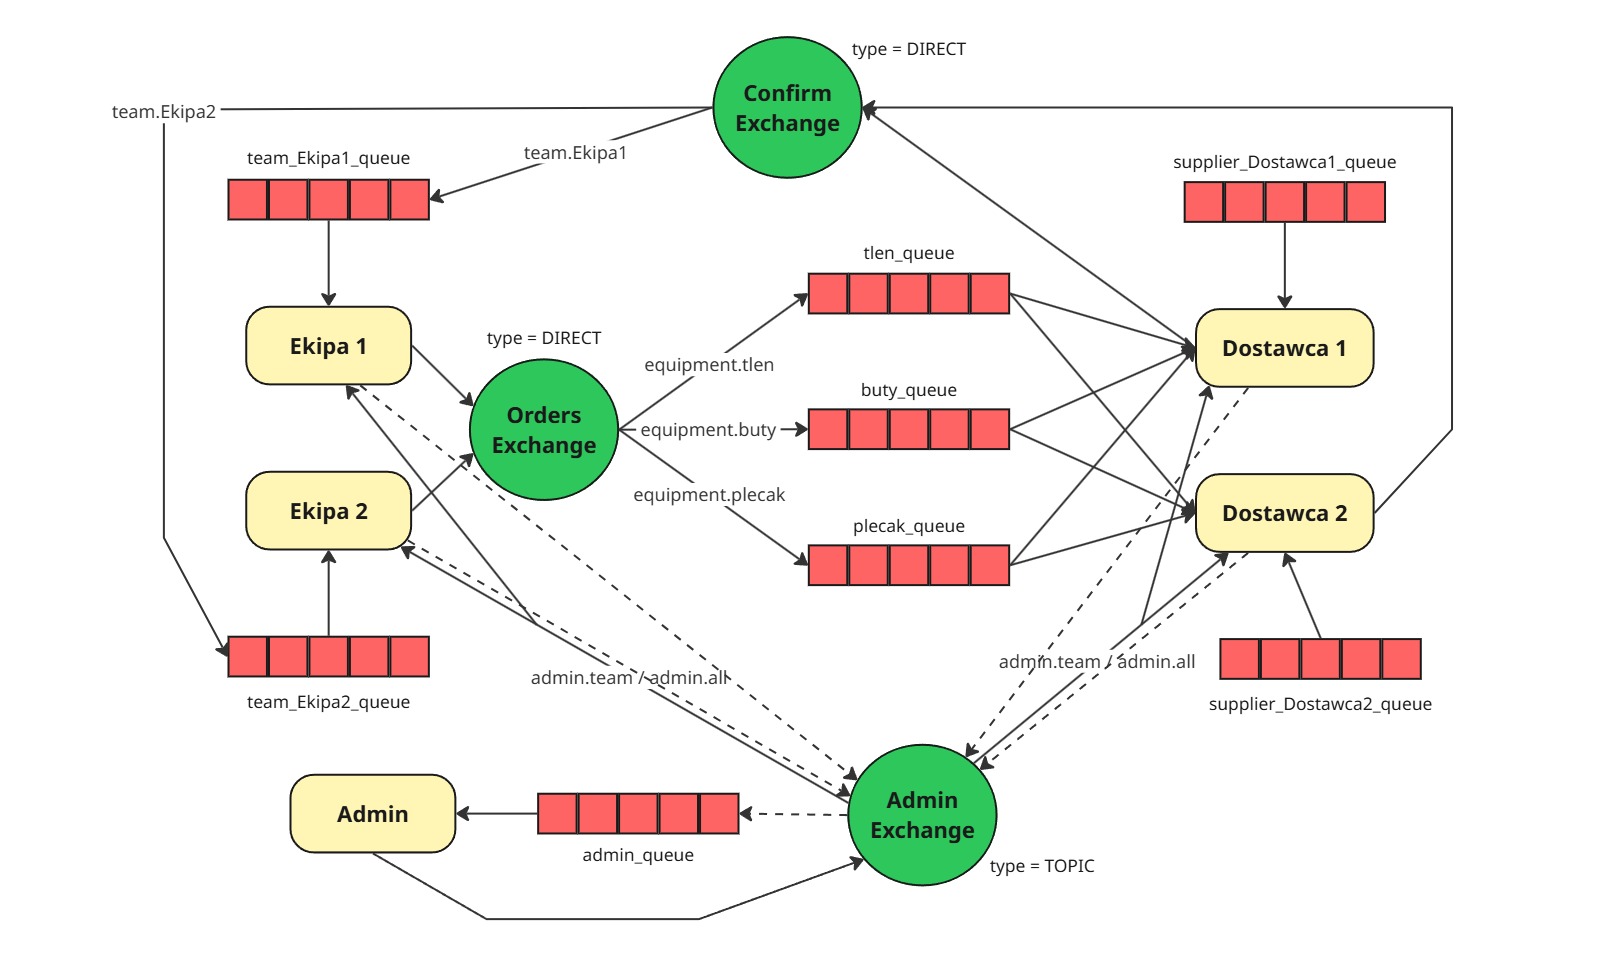 type = DIRECT
Confirm
Exchange
team.Ekipa2
team.Ekipa1
team_Ekipa1_queue
supplier_Dostawca1_queue
tlen_queue
type = DIRECT
Ekipa 1
Dostawca 1
equipment.tlen
buty_queue
Orders
Exchange
equipment.buty
equipment.plecak
Ekipa 2
plecak_queue
Dostawca 2
admin.team / admin.all
admin.team / admin.all
team_Ekipa2_queue
supplier_Dostawca2_queue
Admin
admin_queue
Admin
Exchange
type = TOPIC